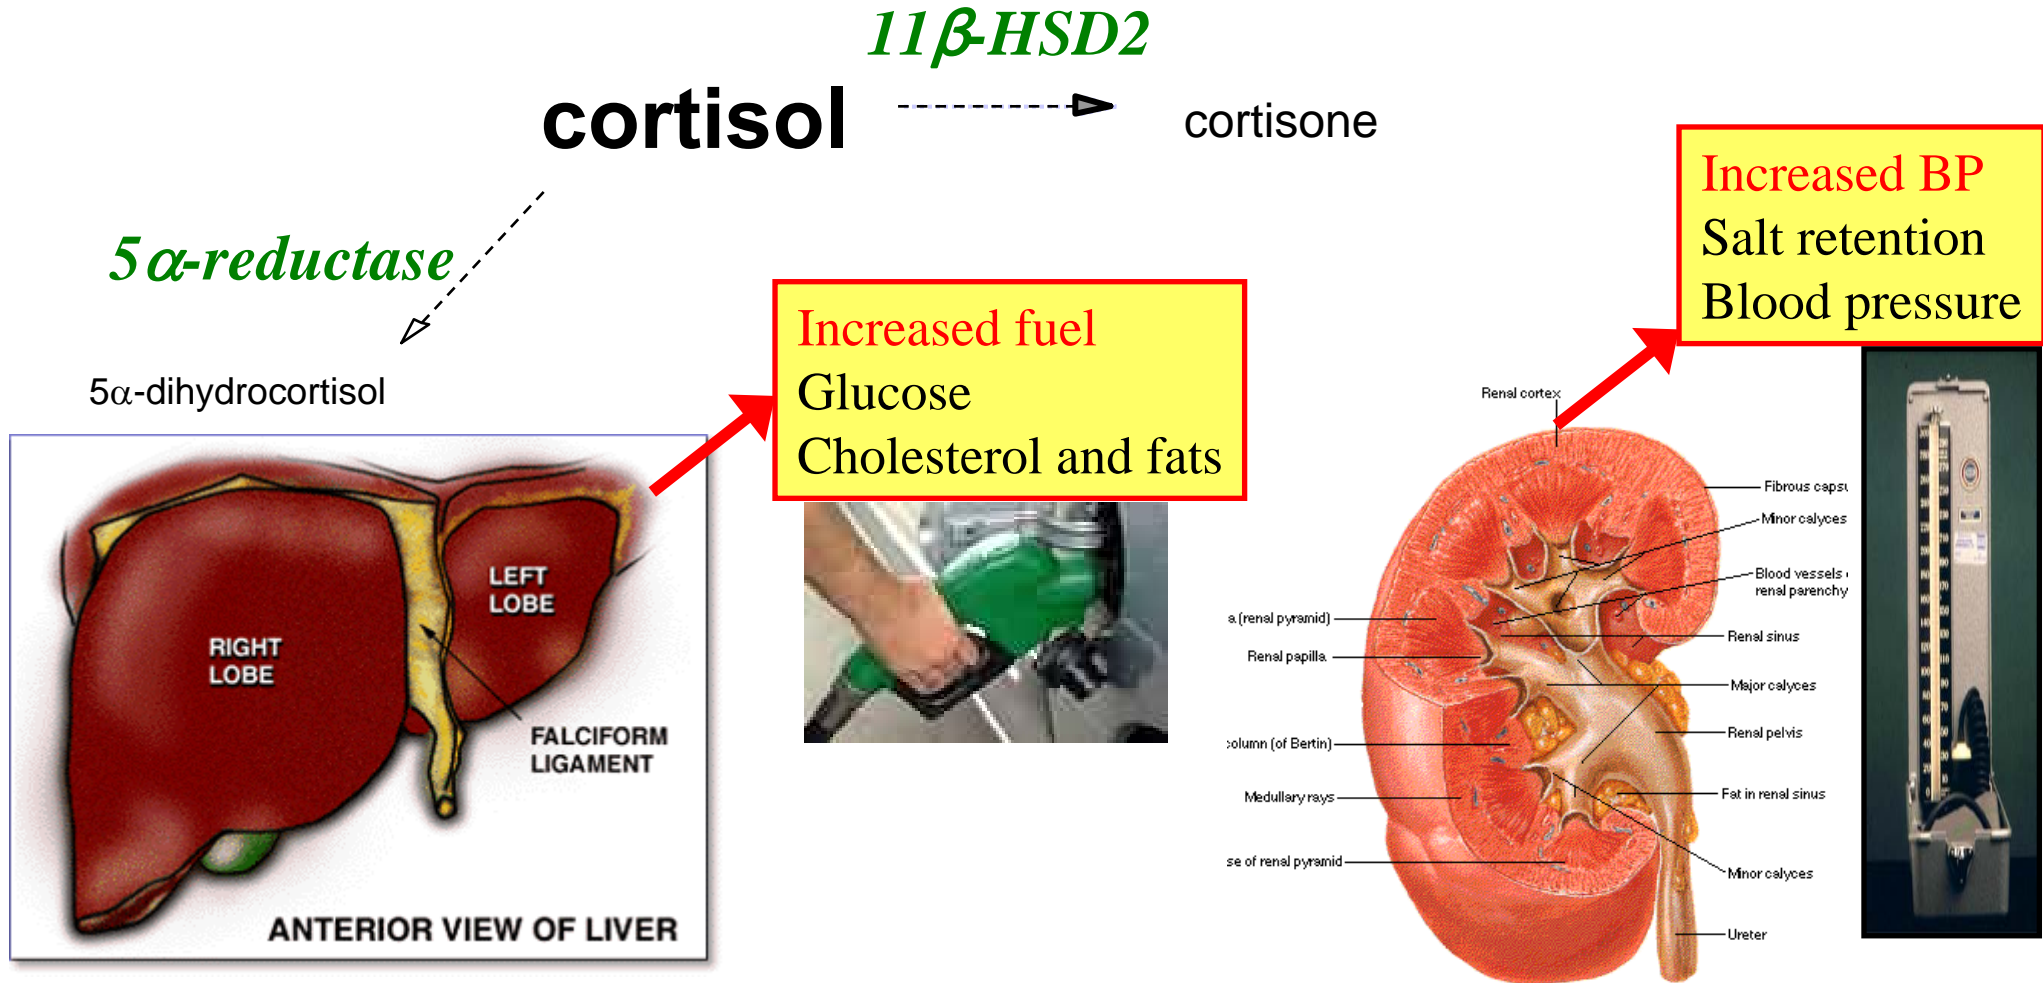 11β-HSD2
cortisol
cortisone
5α-reductase
5α-dihydrocortisol
Increased fuel
Glucose
Cholesterol and fats
Increased BP
Salt retention
Blood pressure
RIGHT
LOBE
LEFT
LOBE
FALCIFORM
LIGAMENT
ANTERIOR VIEW OF LIVER
Renal cortex
Fibrous capsu
Minor calyces
Blood vessels
renal parenchy
a (renal pyramid)
Renal sinus
Renal papilla
Major calyces
Renal pelvis
column (of Bertin)
Medullary rays
Fat in renal sinus
se of renal pyramid
Minor calyces
Ureter